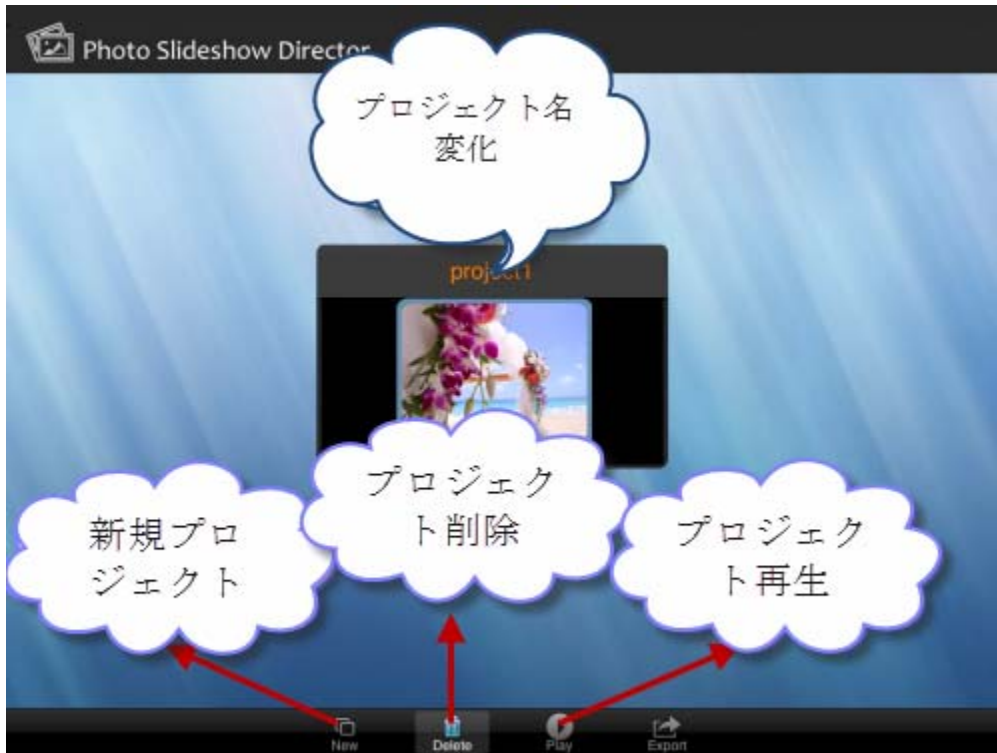 Photo Slideshow Director
プロジェクト名
変化
project1
プロジェク
ト削除
新規プロ
ジェクト
プロジェク
ト再生
New
Delete
Play
Export